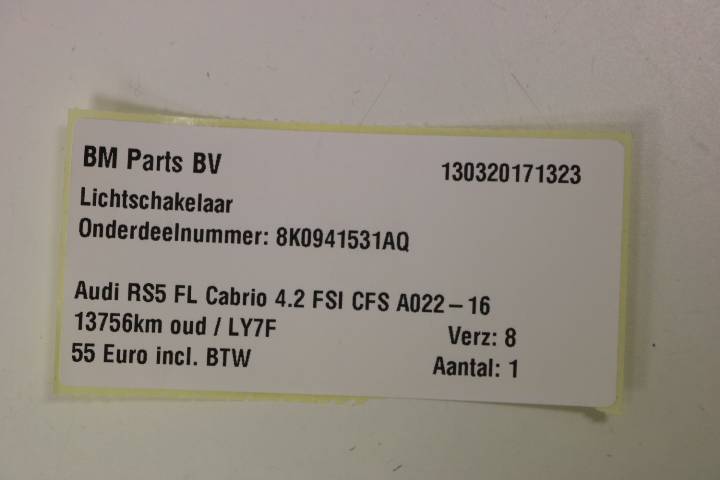 BM Parts BV 130320171323
Lichtschakelaar
Onderdeelnummer: 8K0941531AQ
Audi RS5 FL Cabrio 4.2 FSI CFS A022-16
13756km oud / LY7F Verz: 8
55 Euro incl. BTW Aantal: 1